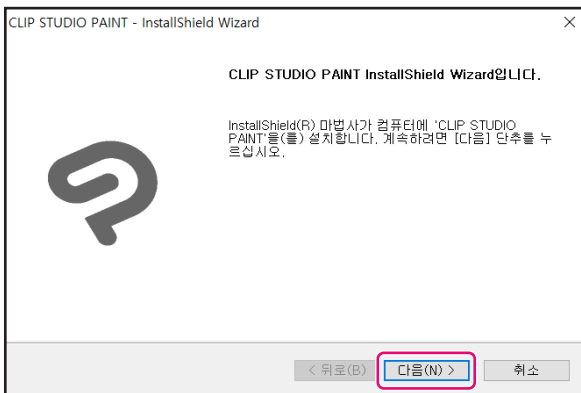 CLIP STUDIO PAINT - InstallShield Wizard
CLIP STUDIO PAINT InstallShield Wizard입니다.
InstallShield(R) 마법사가 컴퓨터에 'CLIP STUDIO
PAINT'을(를) 설치합니다. 계속하려면 [다음] 단추를 누
르십시오.
< 뒤로(B)
다음(N) >
취소